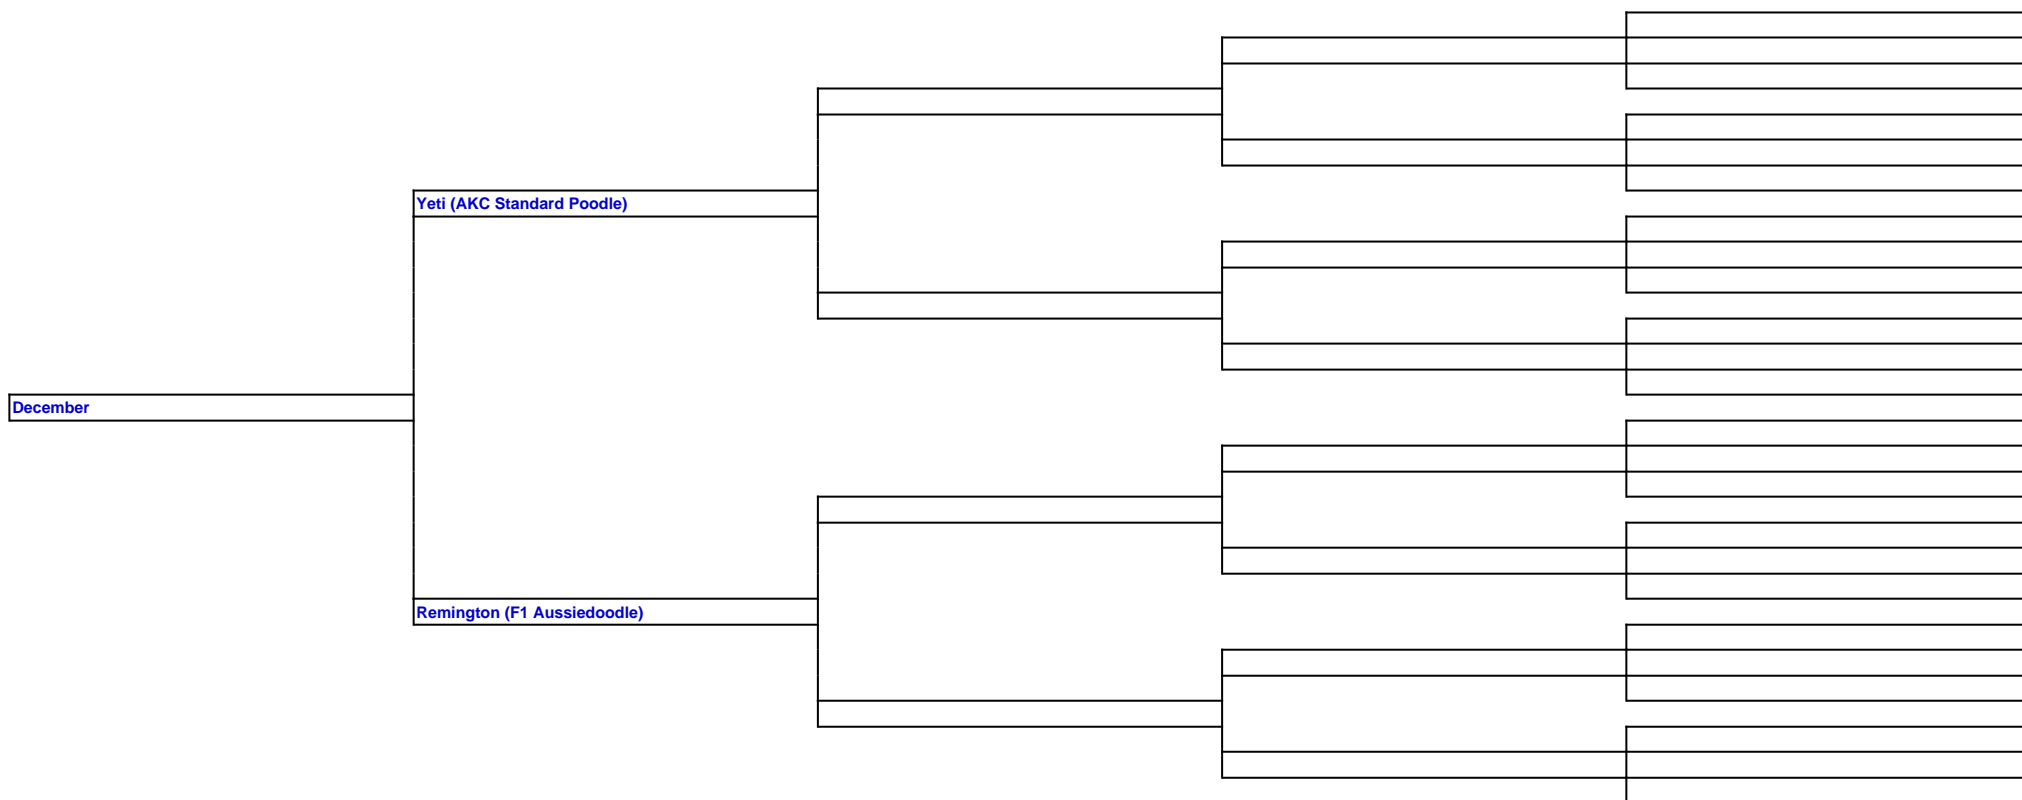 Yeti (AKC Standard Poodle)
December
Remington (F1 Aussiedoodle)